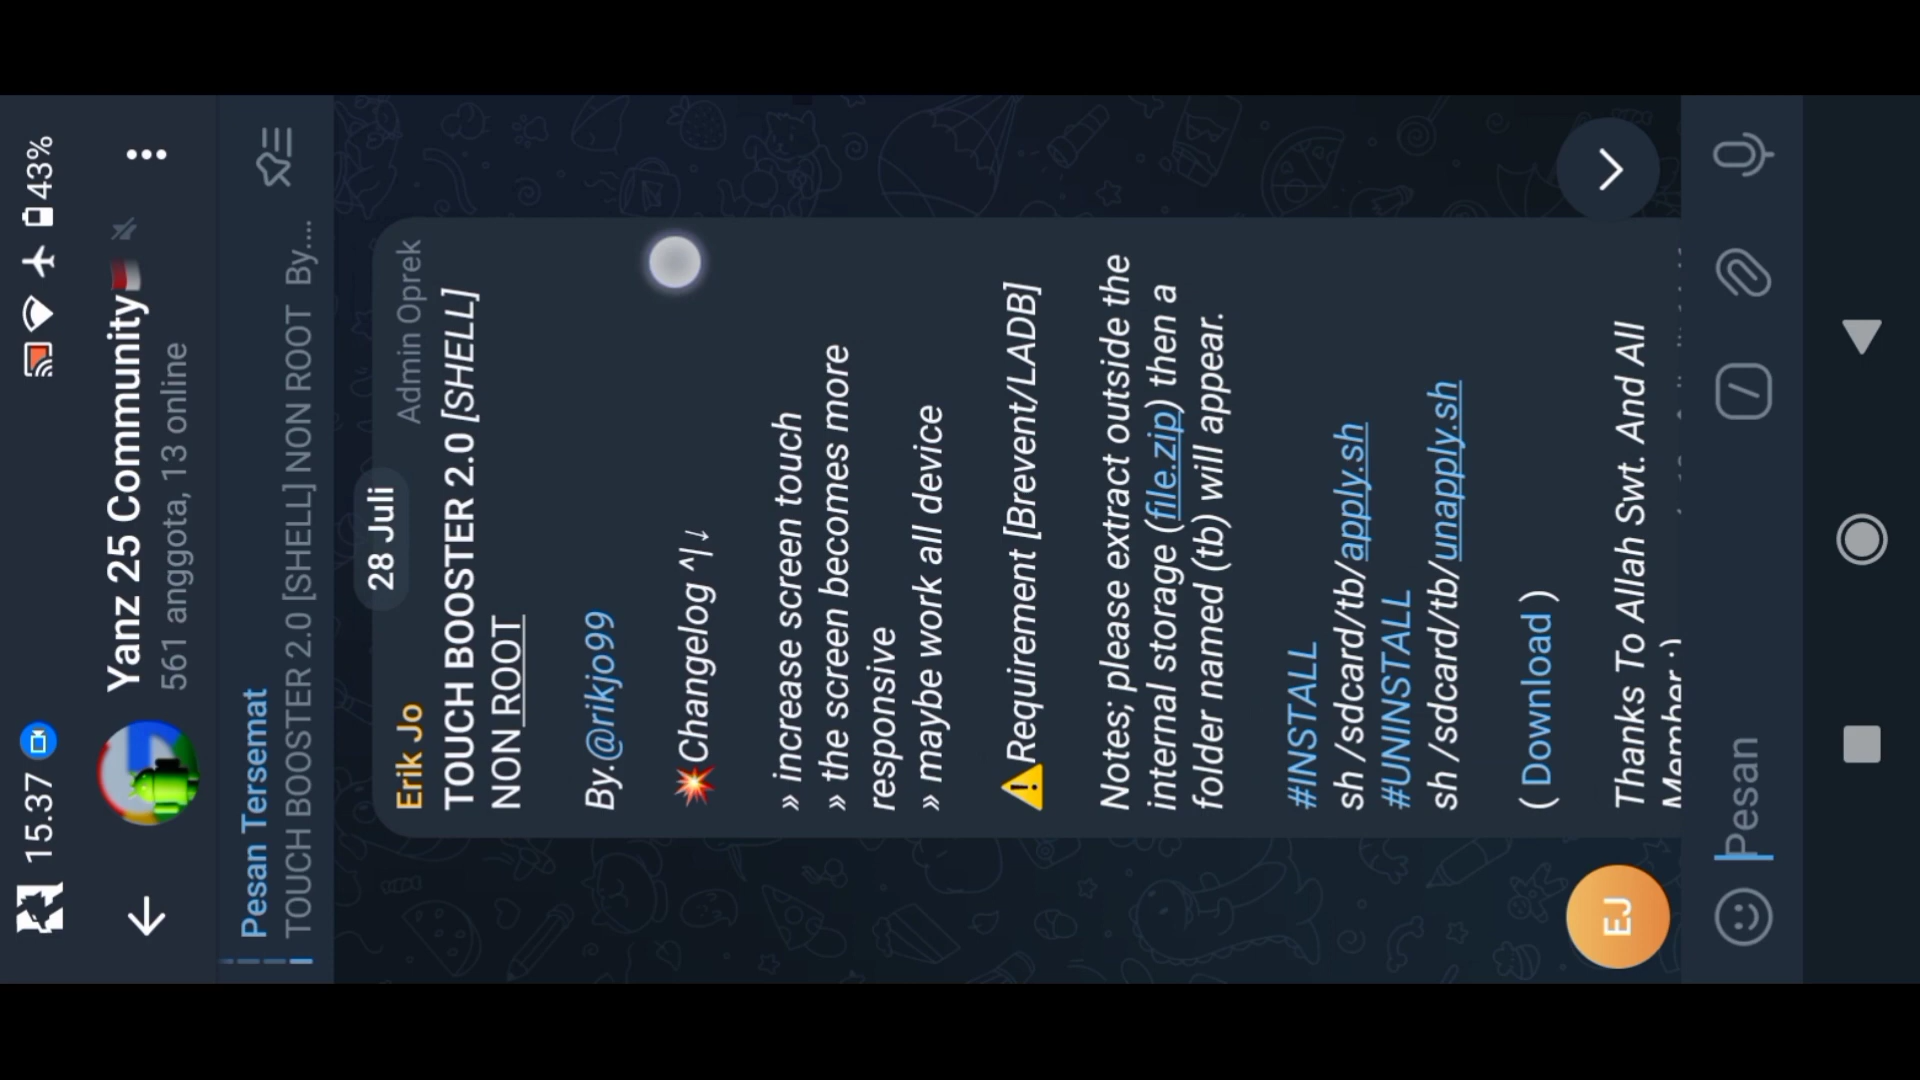 15.37
43%
Yanz 25 Community
561 anggota, 13 online
Pesan Tersemat
TOUCH BOOSTER 2.0 [SHELL] NON ROOT By....
28 Juli
Erik Jo
Admin Oprek
TOUCH BOOSTER 2.0 [SHELL]
NON ROOT
By.@rikjo99
💥Changelog ^|↓
» increase screen touch
» the screen becomes more
responsive
» maybe work all device
⚠️Requirement [Brevent/LADB]
Notes; please extract outside the
internal storage (file.zip) then a
folder named (tb) will appear.
#INSTALL
sh /sdcard/tb/apply.sh
#UNINSTALL
sh /sdcard/tb/unapply.sh
( Download )
Thanks To Allah Swt. And All
Member :)
EJ
Pesan